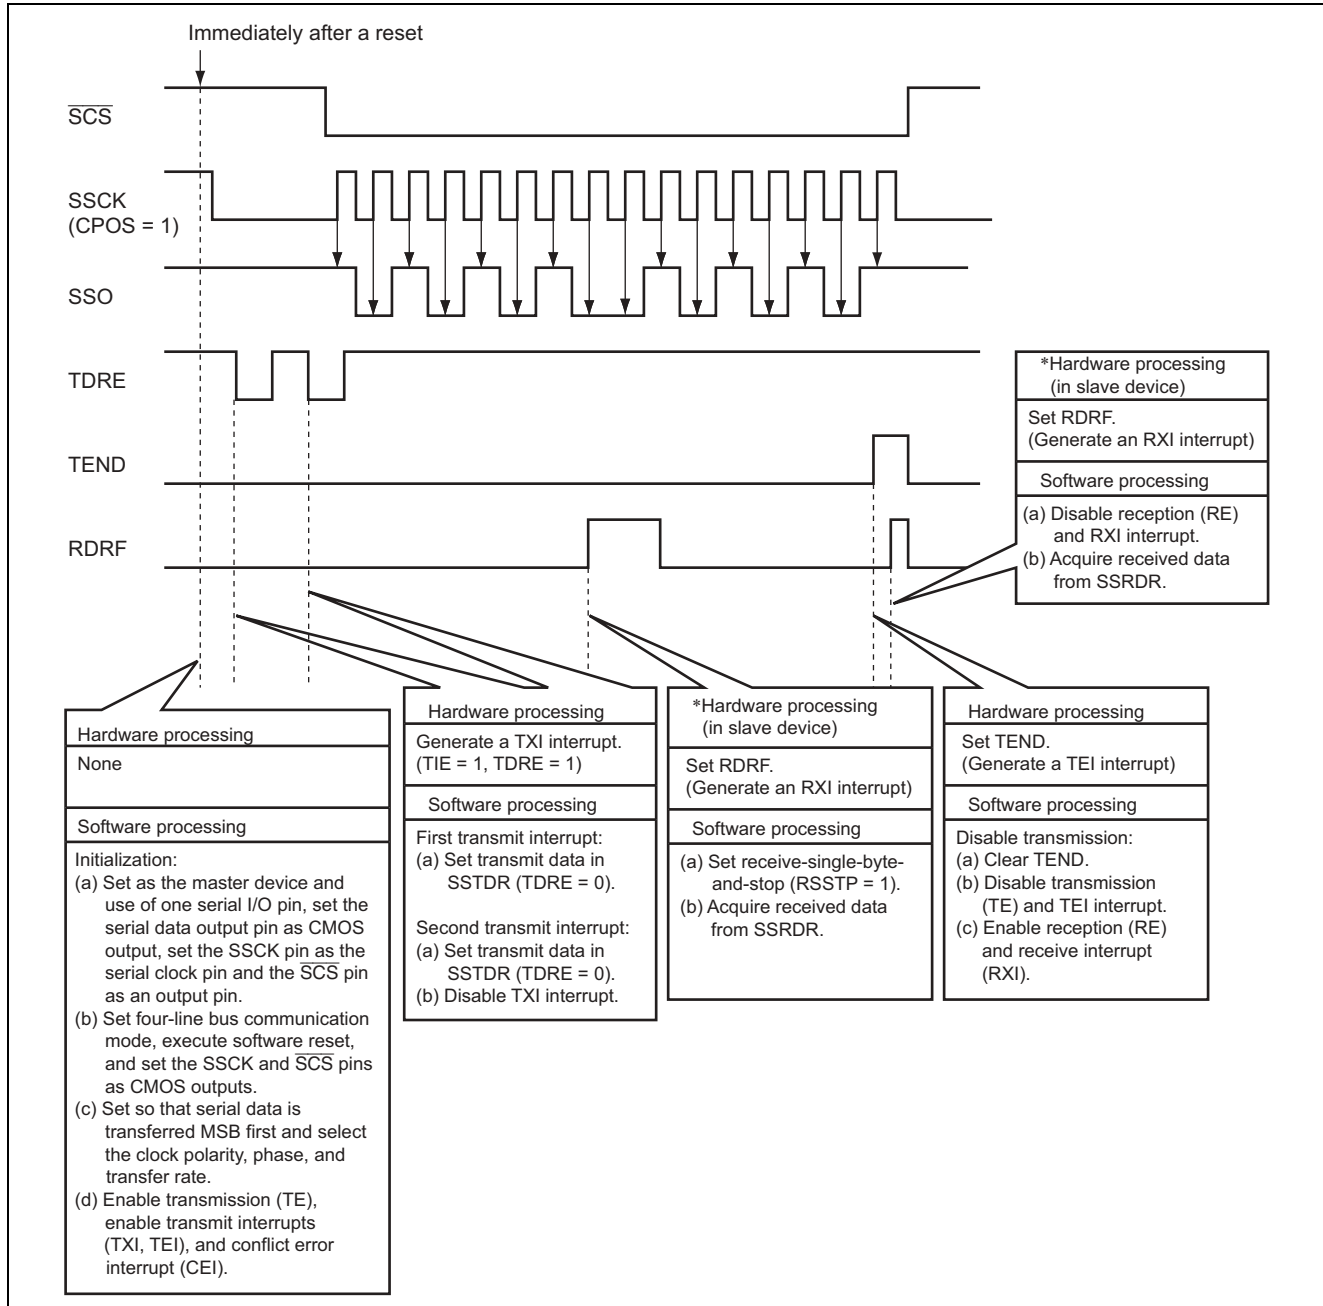 Immediately after a reset
SCS
SSCK
(CPOS = 1)
SSO
TDRE
TEND
RDRF
*Hardware processing
(in slave device)
Set RDRF.
(Generate an RXI interrupt)
Software processing
(a) Disable reception (RE)
and RXI interrupt.
(b) Acquire received data
from SSRDR.
Hardware processing
None
Software processing
Initialization:
(a) Set as the master device and
use of one serial I/O pin, set the
serial data output pin as CMOS
output, set the SSCK pin as the
serial clock pin and the SCS pin
as an output pin.
(b) Set four-line bus communication
mode, execute software reset,
and set the SSCK and SCS pins
as CMOS outputs.
(c) Set so that serial data is
transferred MSB first and select
the clock polarity, phase, and
transfer rate.
(d) Enable transmission (TE),
enable transmit interrupts
(TXI, TEI), and conflict error
interrupt (CEI).
Hardware processing
Generate a TXI interrupt.
(TIE = 1, TDRE = 1)
Software processing
First transmit interrupt:
(a) Set transmit data in
SSTDR (TDRE = 0).
Second transmit interrupt:
(a) Set transmit data in
SSTDR (TDRE = 0).
(b) Disable TXI interrupt.
*Hardware processing
(in slave device)
Set RDRF.
(Generate an RXI interrupt)
Software processing
(a) Set receive-single-byte-
and-stop (RSSTP = 1).
(b) Acquire received data
from SSRDR.
Hardware processing
Set TEND.
(Generate a TEI interrupt)
Software processing
Disable transmission:
(a) Clear TEND.
(b) Disable transmission
(TE) and TEI interrupt.
(c) Enable reception (RE)
and receive interrupt
(RXI).